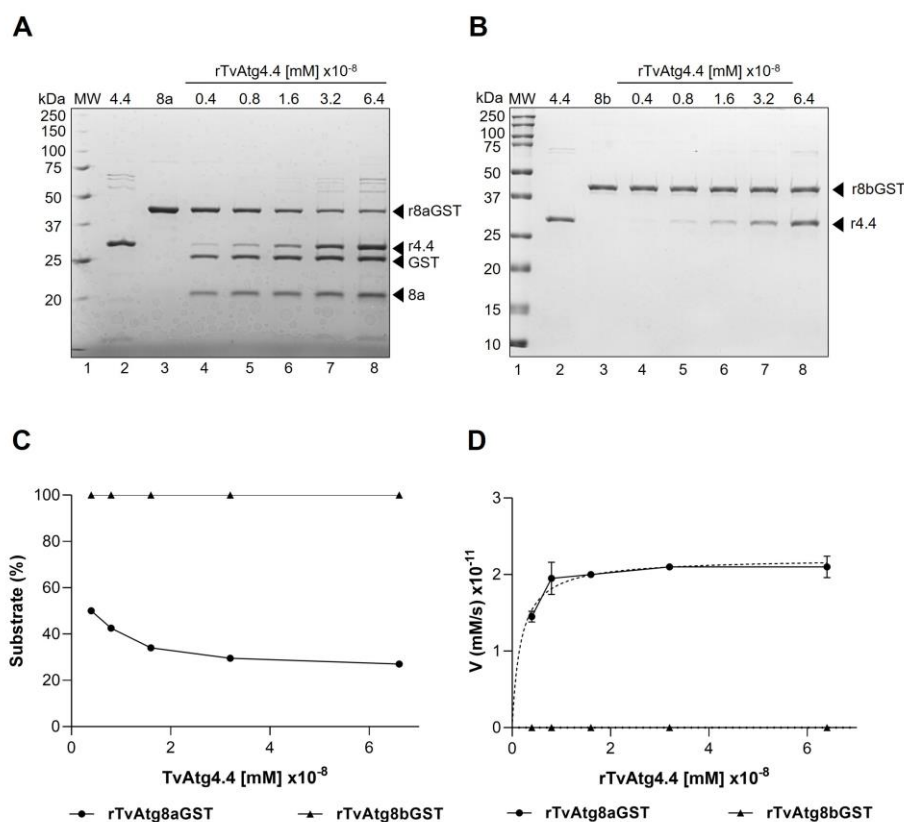 A
rTvAtg4.4 [mM] x10-8
kDa MW 4.4 8a 0.4 0.8 1.6 3.2 6.4
250
150
100
75
50
37
25
20
r8aGST
r4.4
GST
8a
1 2 3 4 5 6 7 8
B
rTvAtg4.4 [mM] x10-8
kDa MW 4.4 8b 0.4 0.8 1.6 3.2 6.4
250
150
100
75
50
37
25
20
15
10
r8bGST
r4.4
1 2 3 4 5 6 7 8
C
Substrate (%)
100
80
60
40
20
0
0 2 4 6
TvAtg4.4 [mM] x10-8
rTvAtg8aGST rTvAtg8bGST
D
V (mM/s) x10-11
3
2
1
0
0 2 4 6
rTvAtg4.4 [mM] x10-8
rTvAtg8aGST rTvAtg8bGST